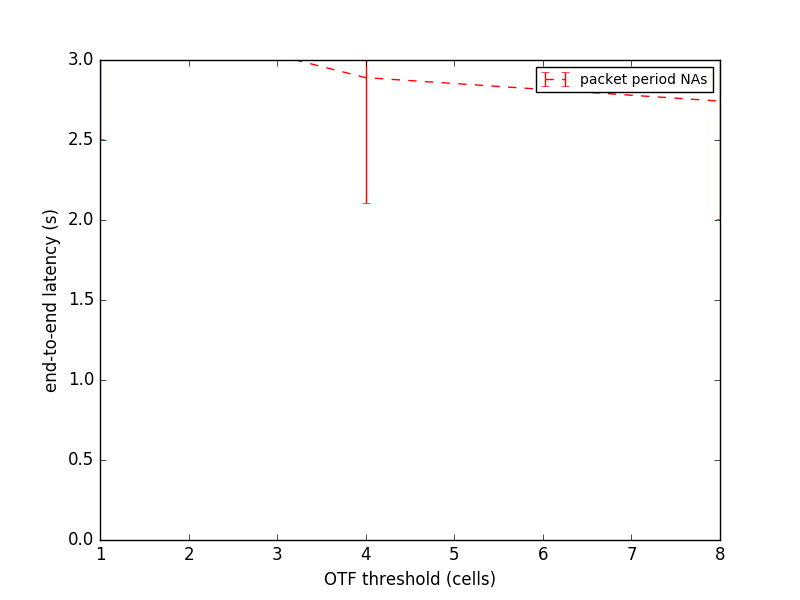 packet period NAs
3.0
2.5
2.0
1.5
1.0
0.5
0.0
end-to-end latency (s)
1 2 3 4 5 6 7 8
OTF threshold (cells)